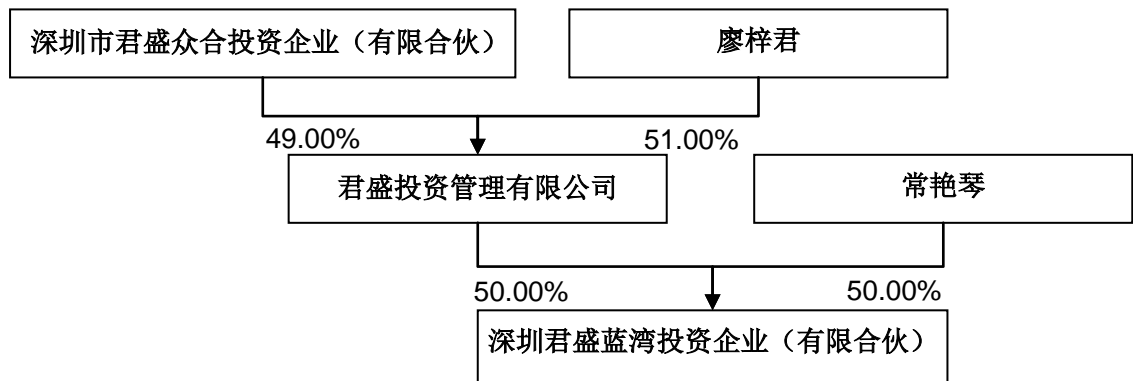 深圳市君盛众合投资企业（有限合伙）
廖梓君
49.00%
51.00%
君盛投资管理有限公司
常艳琴
50.00%
50.00%
深圳君盛蓝湾投资企业（有限合伙）